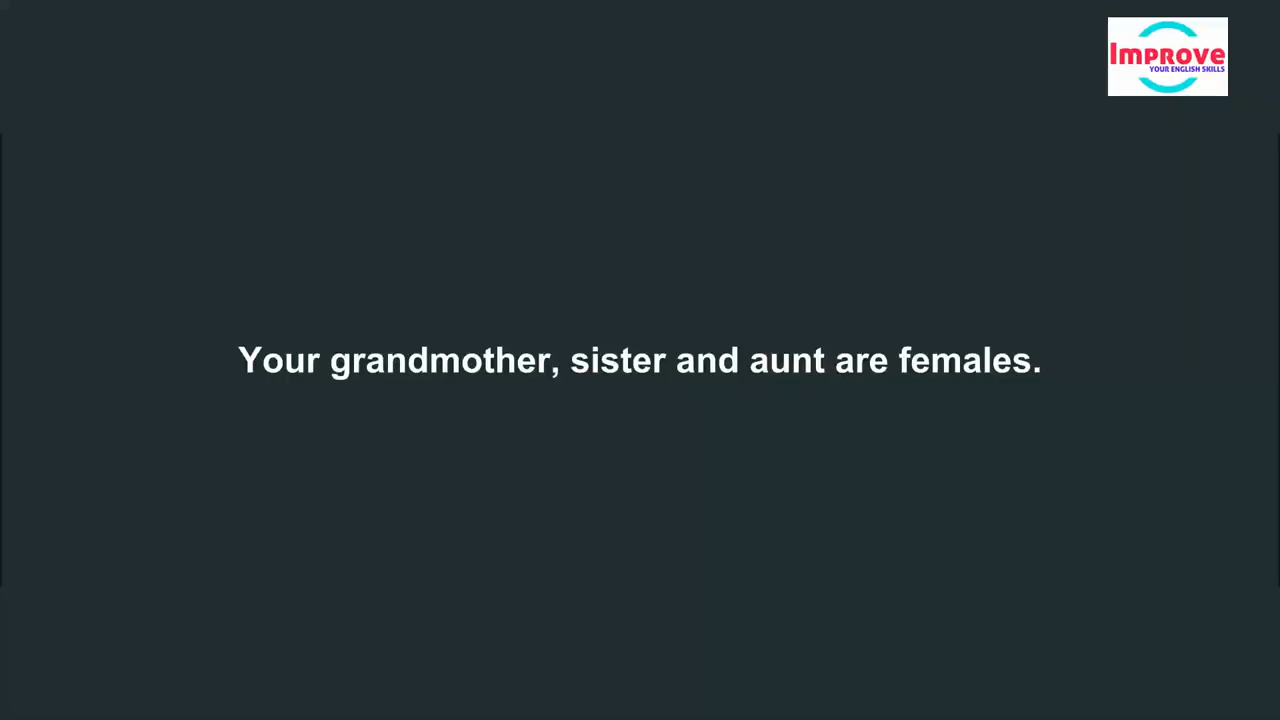 Improve
YOUR ENGLISH SKILLS
Your grandmother, sister and aunt are females.